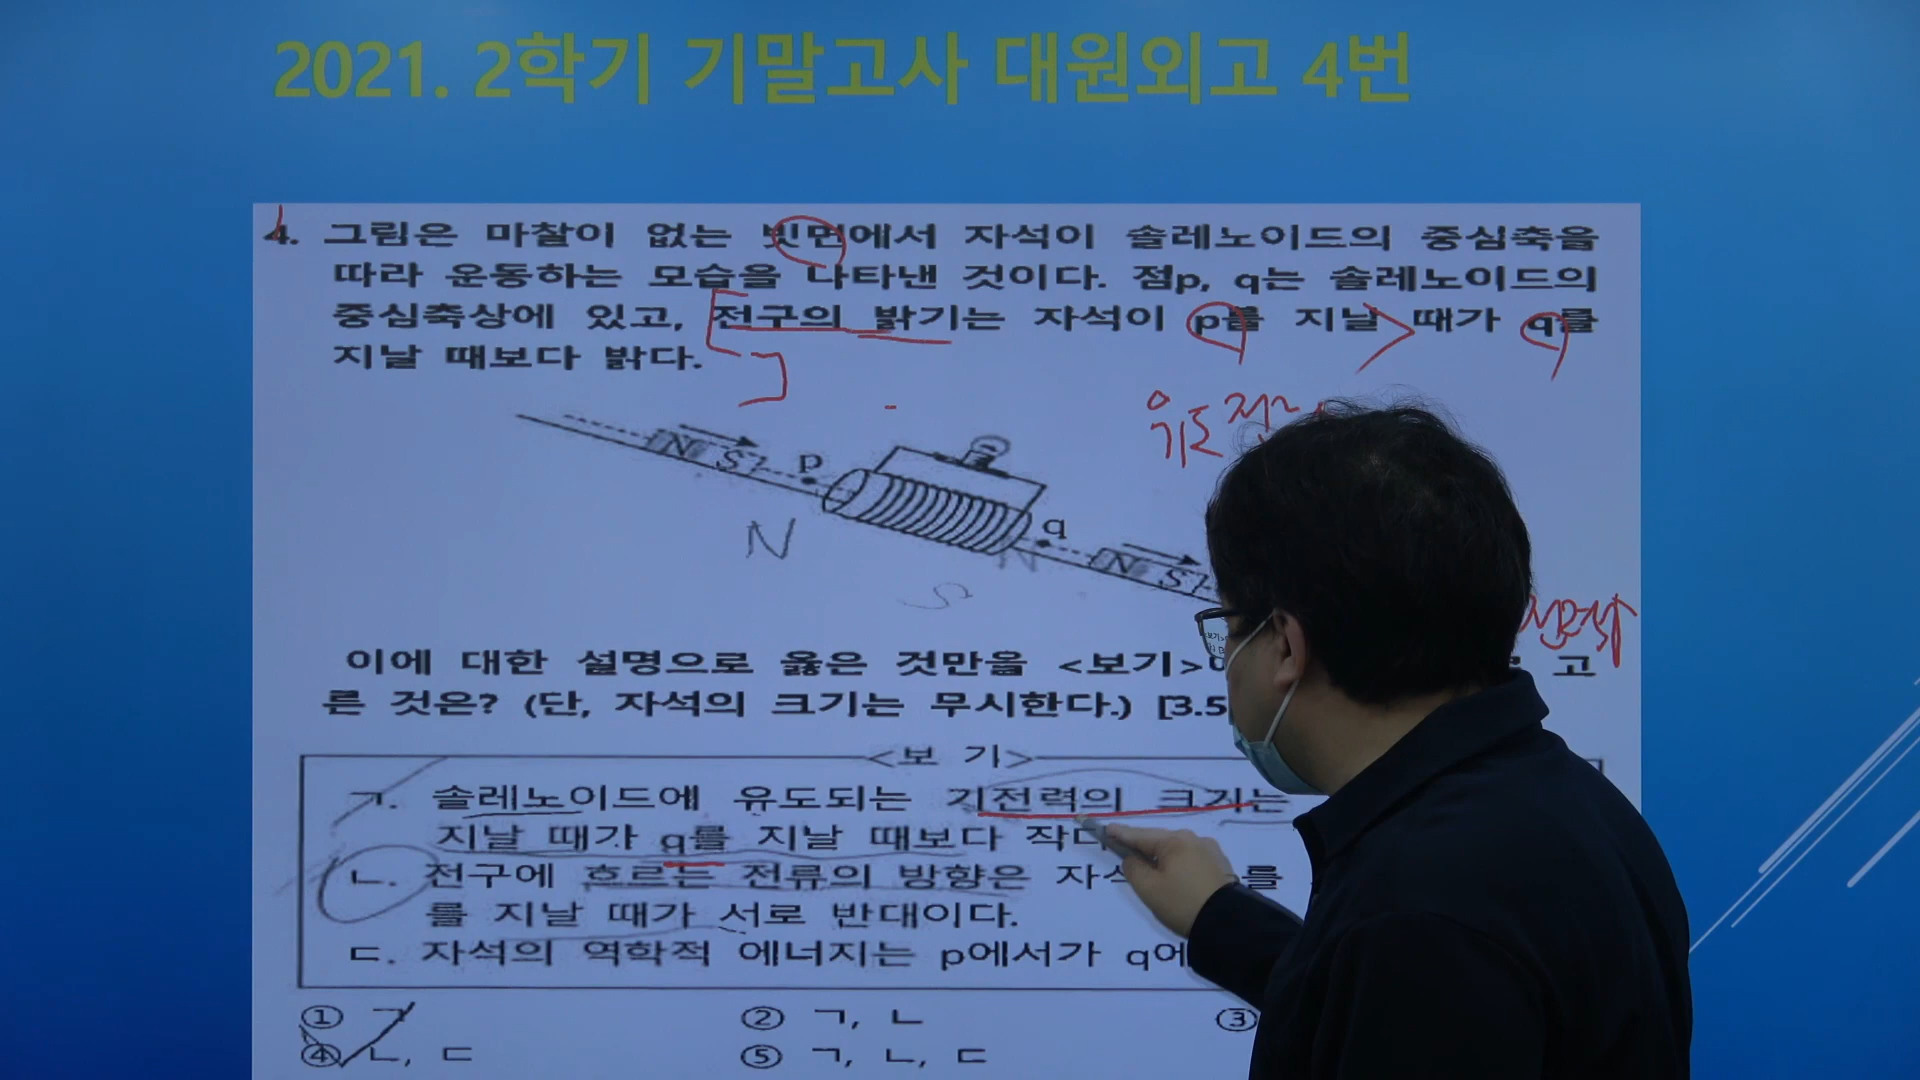 2021. 2학기 기말고사 대원외고 4번
4. 그림은 마찰이 없는 빗면에서 자석이 솔레노이드의 중심축을
따라 운동하는 모습을 나타낸 것이다. 점p, q는 솔레노이드의
중심축상에 있고, 전구의 밝기는 자석이 p를 지날 때가 q를
지날 때보다 밝다.
유도
N S
p
q
N
N S
S
N
이에 대한 설명으로 옳은 것만을 <보기>
고
른 것은? (단, 자석의 크기는 무시한다.) [3.5
<보 기>
ㄱ. 솔레노이드에 유도되는 기전력의 크기는
지날 때가 q를 지날 때보다 작다
ㄴ. 전구에 흐르는 전류의 방향은 를
를 지날 때가 서로 반대이다.
ㄷ. 자석의 역학적 에너지는 p에서가
① ㄱ ② ㄱ, ㄴ ③
④ ㄴ, ㄷ ⑤ ㄱ, ㄴ, ㄷ